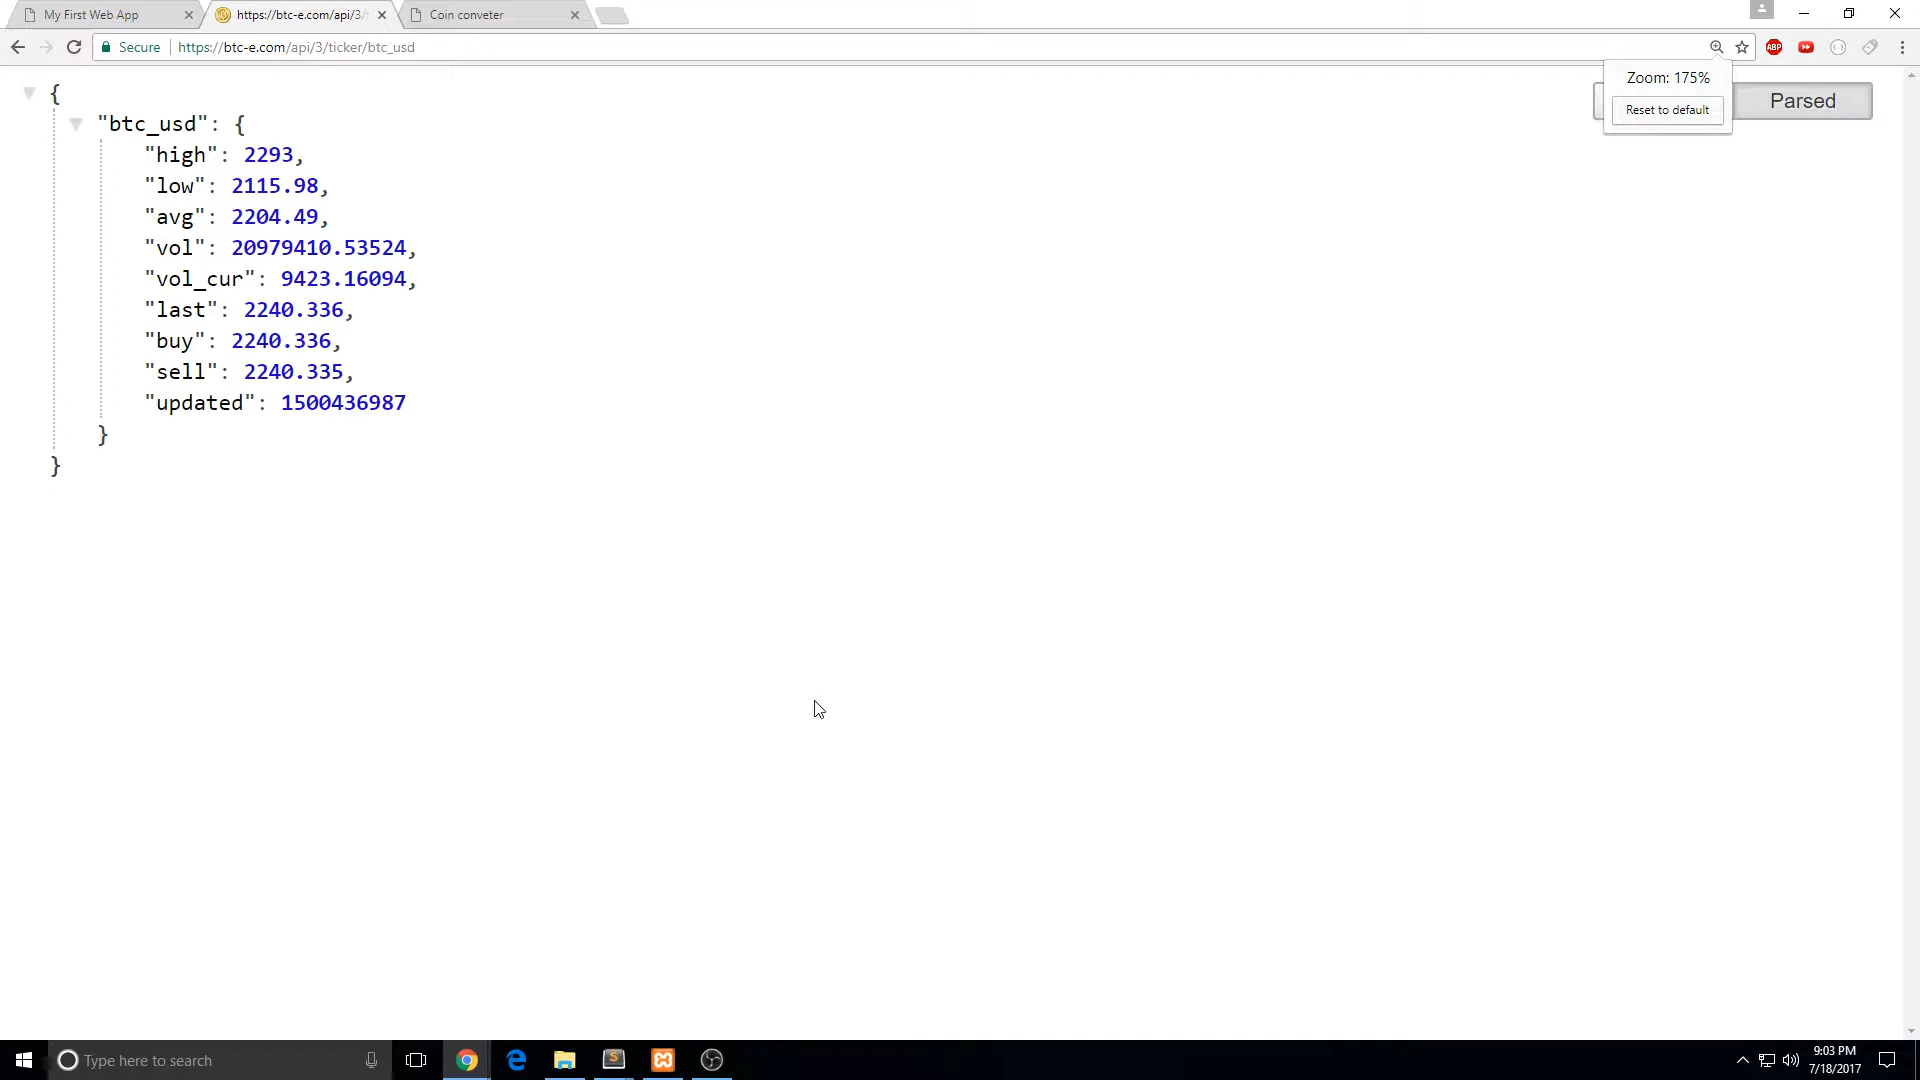 My First Web App
https://btc-e.com/api/3/
Coin conveter
Secure
https://btc-e.com/api/3/ticker/btc_usd
ABP
Zoom: 175%
Reset to default
Parsed
{
"btc_usd": {
"high": 2293,
"low": 2115.98,
"avg": 2204.49,
"vol": 20979410.53524,
"vol_cur": 9423.16094,
"last": 2240.336,
"buy": 2240.336,
"sell": 2240.335,
"updated": 1500436987
}
}
Type here to search
9:03 PM
7/18/2017